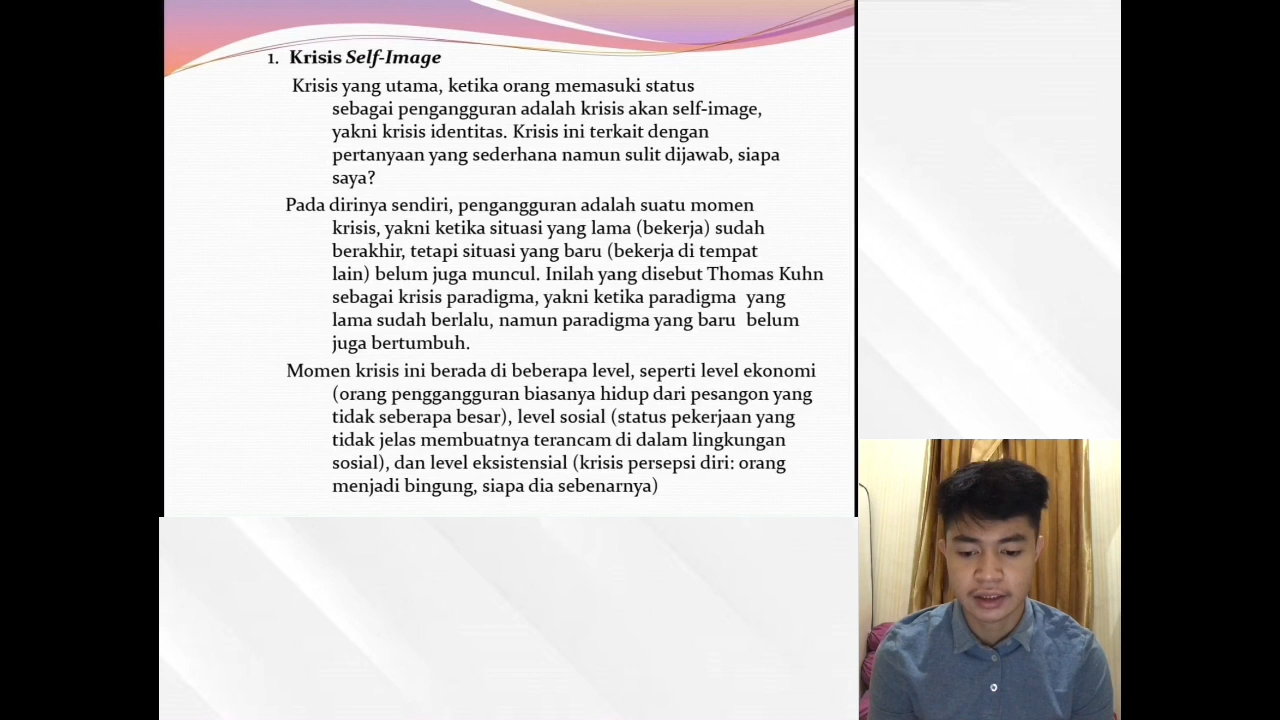 1. Krisis Self-Image
Krisis yang utama, ketika orang memasuki status
sebagai pengangguran adalah krisis akan self-image,
yakni krisis identitas. Krisis ini terkait dengan
pertanyaan yang sederhana namun sulit dijawab, siapa
saya?
Pada dirinya sendiri, pengangguran adalah suatu momen
krisis, yakni ketika situasi yang lama (bekerja) sudah
berakhir, tetapi situasi yang baru (bekerja di tempat
lain) belum juga muncul. Inilah yang disebut Thomas Kuhn
sebagai krisis paradigma, yakni ketika paradigma yang
lama sudah berlalu, namun paradigma yang baru belum
juga bertumbuh.
Momen krisis ini berada di beberapa level, seperti level ekonomi
(orang penggangguran biasanya hidup dari pesangon yang
tidak seberapa besar), level sosial (status pekerjaan yang
tidak jelas membuatnya terancam di dalam lingkungan
sosial), dan level eksistensial (krisis persepsi diri: orang
menjadi bingung, siapa dia sebenarnya)